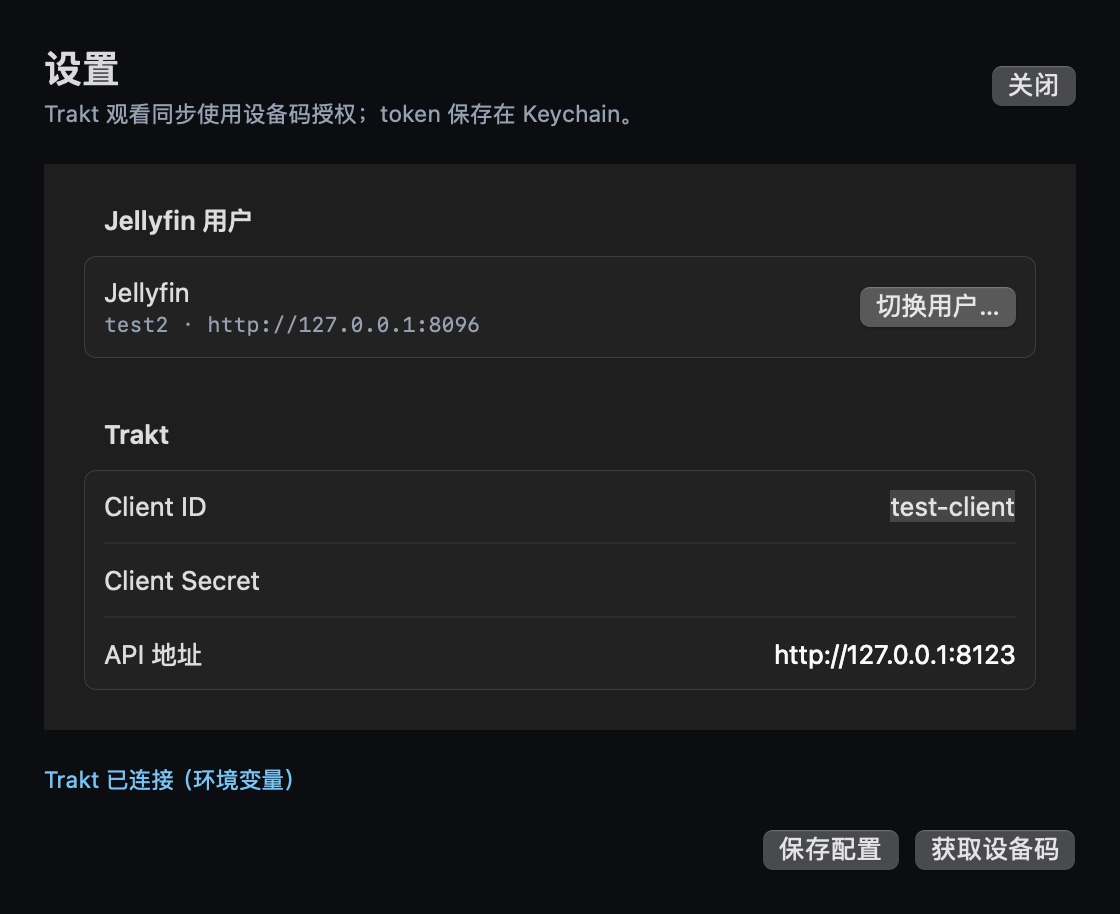 设置
关闭
Trakt 观看同步使用设备码授权；token 保存在 Keychain。
Jellyfin 用户
Jellyfin
切换用户...
test2 · http://127.0.0.1:8096
Trakt
Client ID
test-client
Client Secret
API 地址
http://127.0.0.1:8123
Trakt 已连接（环境变量）
保存配置
获取设备码